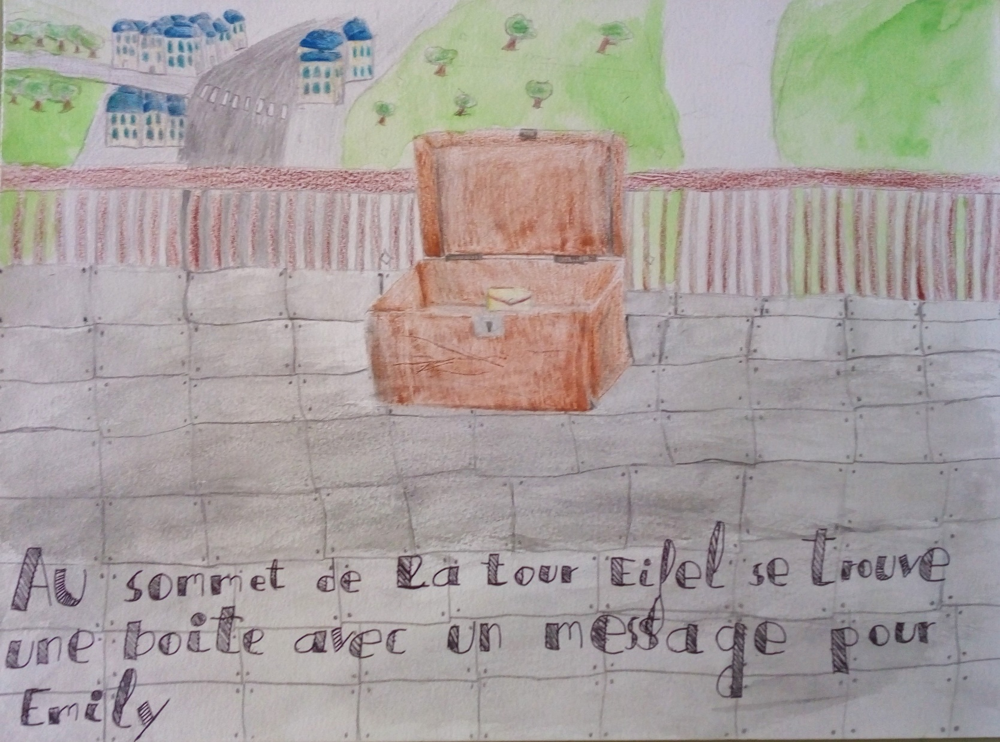 Au sommet de La tour Eifel se trouve
une boite avec un message pour
Emily